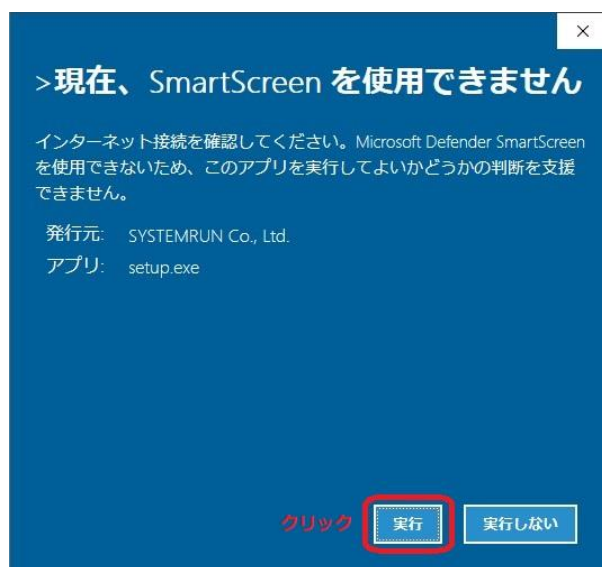 ×
>現在、SmartScreen を使用できません
インターネット接続を確認してください。Microsoft Defender SmartScreen
を使用できないため、このアプリを実行してよいかどうかの判断を支援
できません。
発行元: SYSTEMRUN Co., Ltd.
アプリ: setup.exe
クリック 実行 実行しない